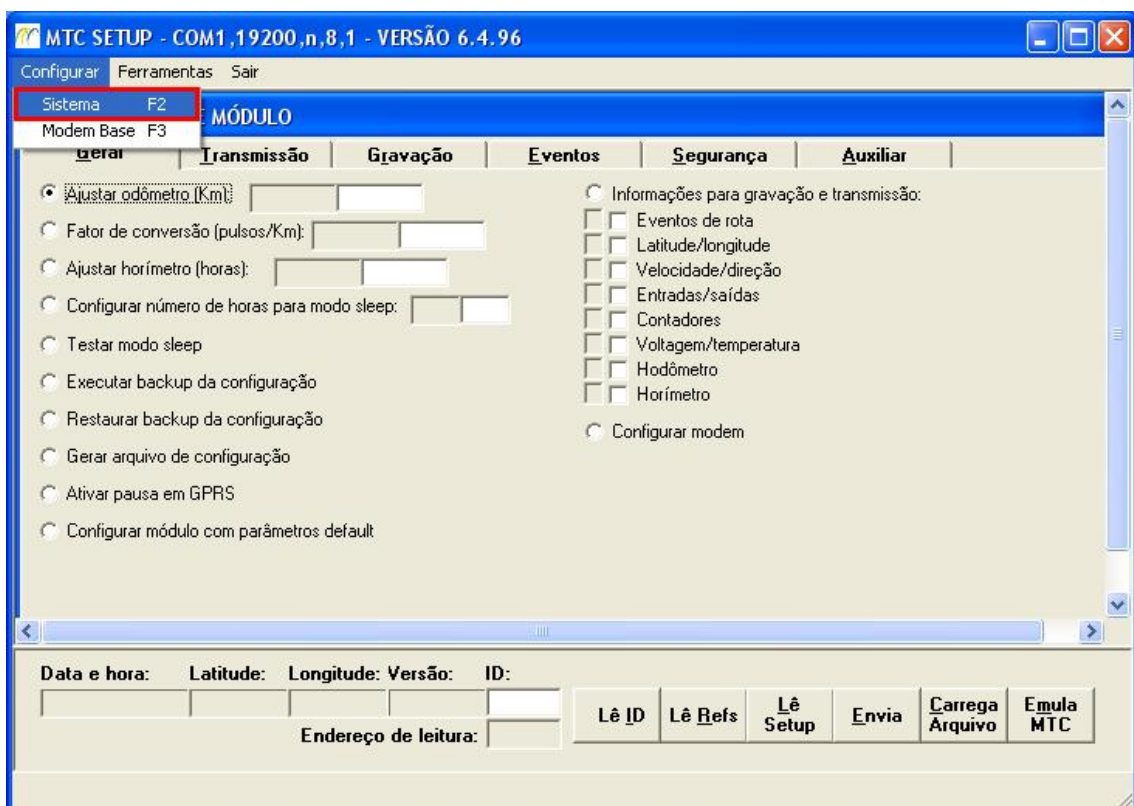 MTC SETUP - COM1,19200,n,8,1 - VERSÃO 6.4.96
Configurar Ferramentas Sair
Sistema F2
Modem Base F3
MÓDULO
Geral Transmissão Gravação Eventos Segurança Auxiliar
Ajustar odômetro (Km):
Fator de conversão (pulsos/Km):
Ajustar horímetro (horas):
Configurar número de horas para modo sleep:
Testar modo sleep
Executar backup da configuração
Restaurar backup da configuração
Gerar arquivo de configuração
Ativar pausa em GPRS
Configurar módulo com parâmetros default
Informações para gravação e transmissão:
Eventos de rota
Latitude/longitude
Velocidade/direção
Entradas/saídas
Contadores
Voltagem/temperatura
Hodômetro
Horímetro
Configurar modem
Data e hora: Latitude: Longitude: Versão: ID:
Endereço de leitura:
Lê ID
Lê Refs
Lê
Setup
Envia
Carrega
Arquivo
Emula
MTC